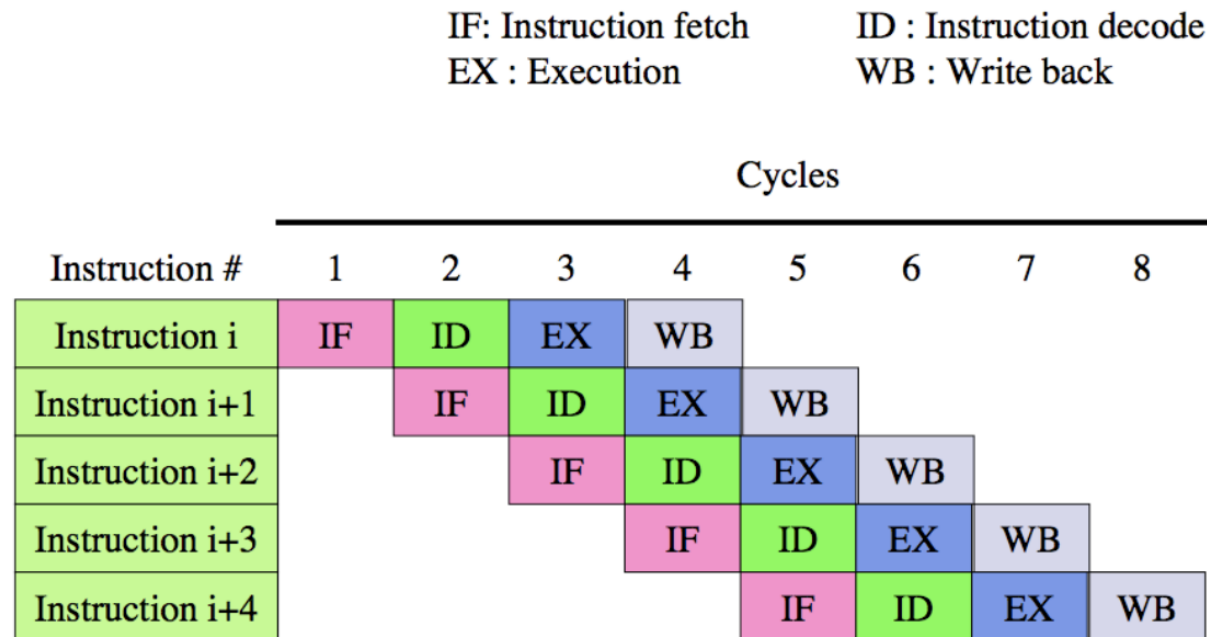 IF: Instruction fetch ID : Instruction decode
EX : Execution WB : Write back
Cycles
Instruction # 1 2 3 4 5 6 7 8
Instruction i IF ID EX WB
Instruction i+1 IF ID EX WB
Instruction i+2 IF ID EX WB
Instruction i+3 IF ID EX WB
Instruction i+4 IF ID EX WB